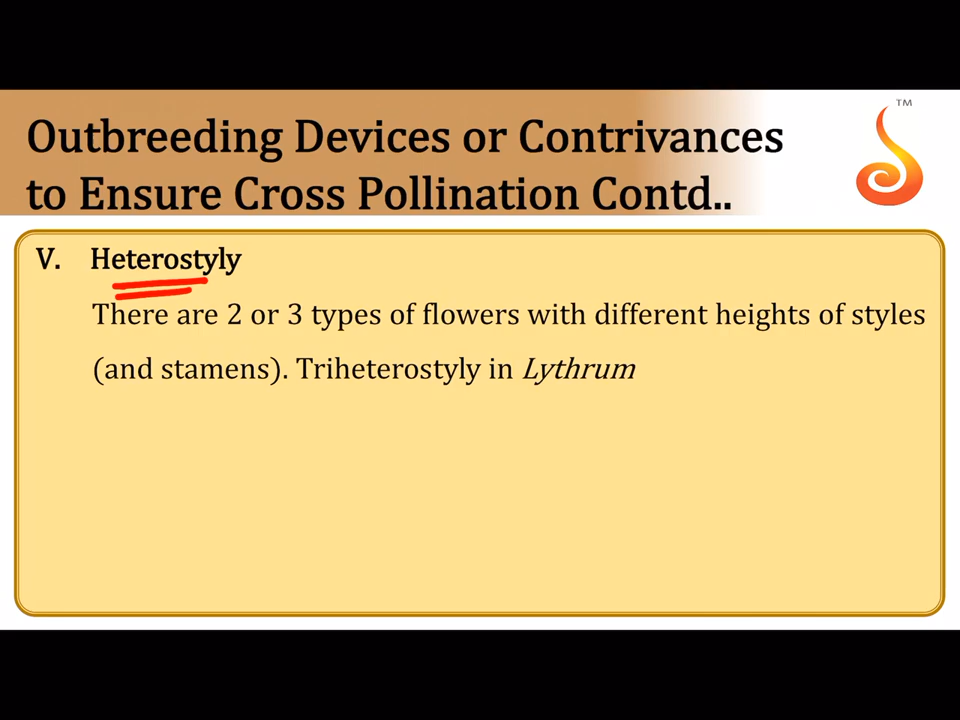 TM
Outbreeding Devices or Contrivances
to Ensure Cross Pollination Contd..
V. Heterostyly
There are 2 or 3 types of flowers with different heights of styles
(and stamens). Triheterostyly in Lythrum